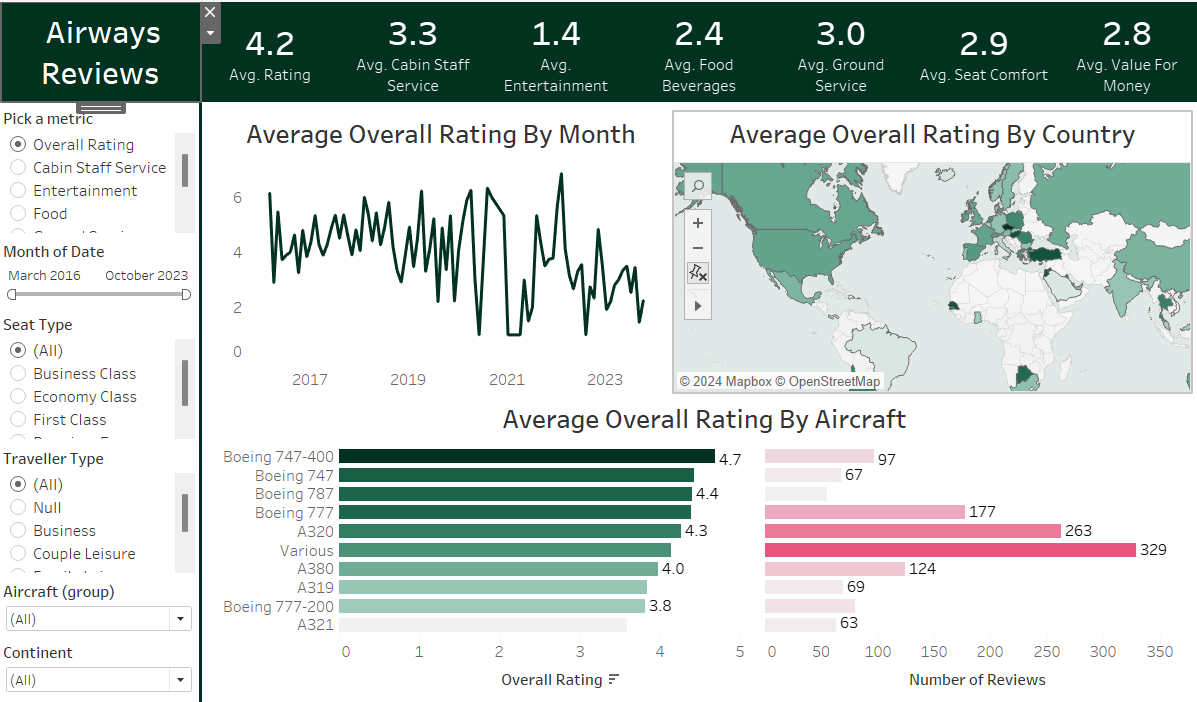 Airways
Reviews
4.2
Avg. Rating
3.3
Avg. Cabin Staff
Service
1.4
Avg.
Entertainment
2.4
Avg. Food
Beverages
3.0
Avg. Ground
Service
2.9
Avg. Seat Comfort
2.8
Avg. Value For
Money
Pick a metric
Overall Rating
Cabin Staff Service
Entertainment
Food
Month of Date
March 2016 October 2023
Seat Type
(All)
Business Class
Economy Class
First Class
Traveller Type
(All)
Null
Business
Couple Leisure
Aircraft (group)
(All)
Continent
(All)
Average Overall Rating By Month
6
4
2
0
2017 2019 2021 2023
Average Overall Rating By Country
© 2024 Mapbox © OpenStreetMap
Average Overall Rating By Aircraft
Boeing 747-400 4.7 97
Boeing 747 67
Boeing 787 4.4
Boeing 777 177
A320 4.3 263
Various 329
A380 4.0 124
A319 69
Boeing 777-200 3.8
A321 63
0 1 2 3 4 5 0 50 100 150 200 250 300 350
Overall Rating Number of Reviews